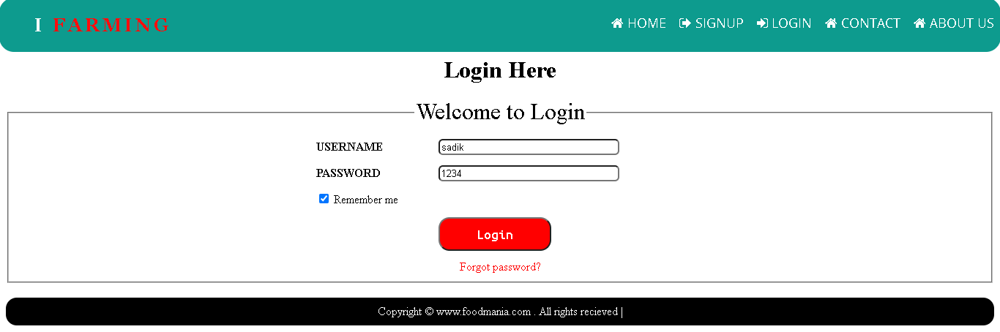 I FARMING HOME SIGNUP LOGIN CONTACT ABOUT US
Login Here
Welcome to Login
USERNAME sadik
PASSWORD 1234
Remember me
Login
Forgot password?
Copyright © www.foodmania.com . All rights recieved |